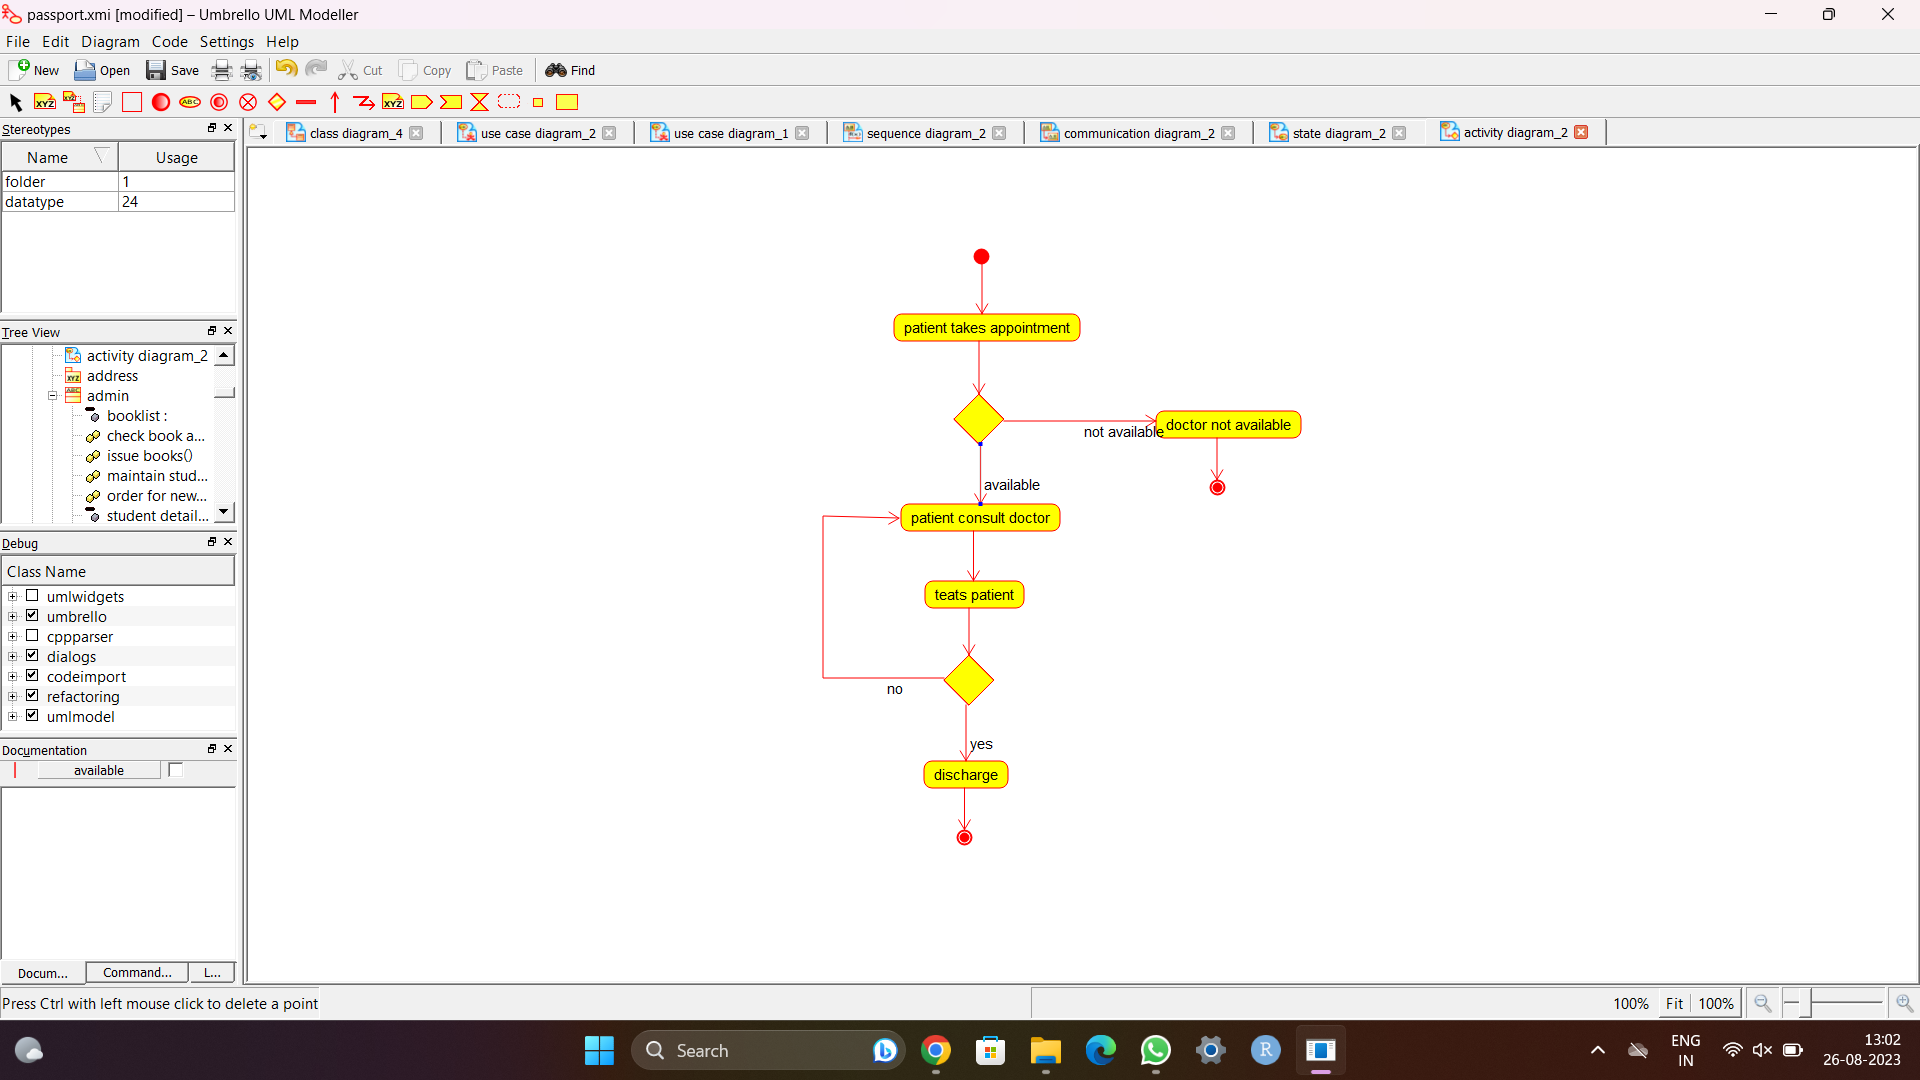 passport.xmi [modified] – Umbrello UML Modeller
File Edit Diagram Code Settings Help
New Open Save Cut Copy Paste Find
XYZ XYZ ABC XYZ
Stereotypes
Name Usage
folder 1
datatype 24
class diagram_4 use case diagram_2 use case diagram_1 sequence diagram_2 communication diagram_2 state diagram_2 activity diagram_2
Tree View
activity diagram_2
address
admin
booklist :
check book a...
issue books()
maintain stud...
order for new...
student detail...
Debug
Class Name
umlwidgets
umbrello
cppparser
dialogs
codeimport
refactoring
umlmodel
Documentation
available
Docum... Command... L...
patient takes appointment
not available
doctor not available
available
patient consult doctor
teats patient
no
yes
discharge
Press Ctrl with left mouse click to delete a point
100% Fit 100%
Search
R
ENG
IN
13:02
26-08-2023